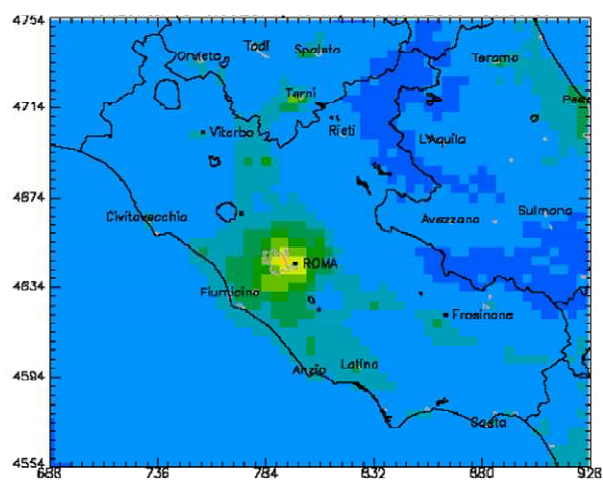 4754
Todi
Orvieto
Spoleto
Teramo
Terni
4714
Viterbo
Rieti
L'Aquila
4674
Civitavecchia
Avezzano
Sulmona
ROMA
4634
Fiumicino
Frosinone
Latina
Anzio
4594
Gaeta
4554
688 736 784 832 880 928